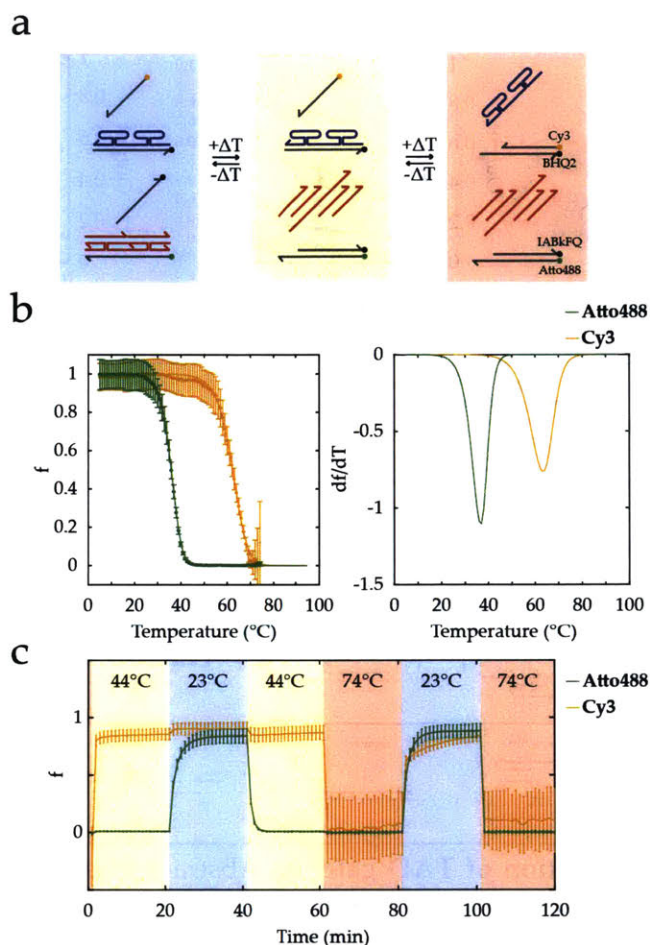 a
+ΔT
-ΔT
+ΔT
-ΔT
Cy3
BHQ2
IABkFQ
Atto488
b
Atto488
Cy3
1
0.8
0.6
0.4
0.2
0
f
0 20 40 60 80 100
Temperature (°C)
0
-0.5
-1
-1.5
df/dT
0 20 40 60 80 100
Temperature (°C)
c
44°C 23°C 44°C 74°C 23°C 74°C
Atto488
Cy3
1
0
f
0 20 40 60 80 100 120
Time (min)